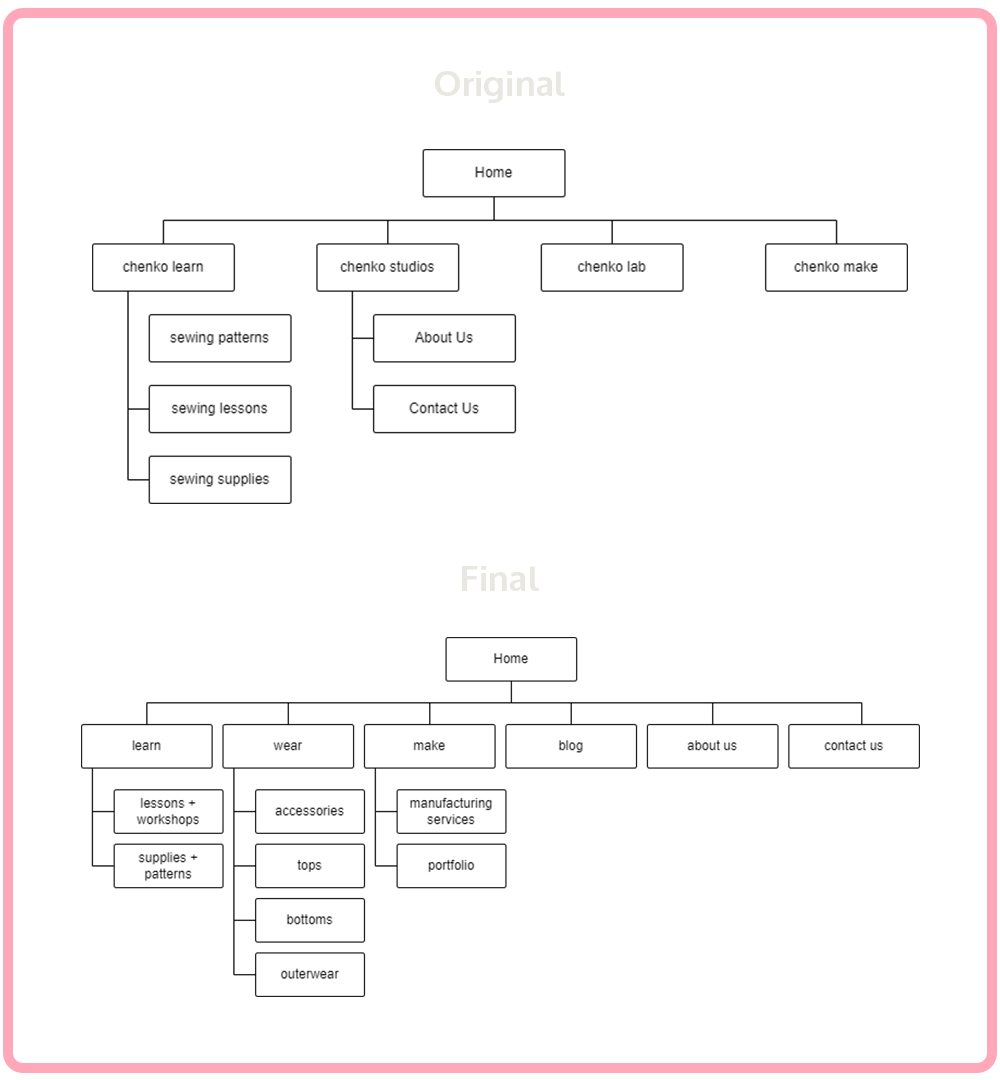 Original
Home
chenko learn
chenko studios
chenko lab
chenko make
sewing patterns
About Us
sewing lessons
Contact Us
sewing supplies
Final
Home
learn
wear
make
blog
about us
contact us
lessons +
workshops
accessories
manufacturing
services
supplies +
patterns
tops
portfolio
bottoms
outerwear